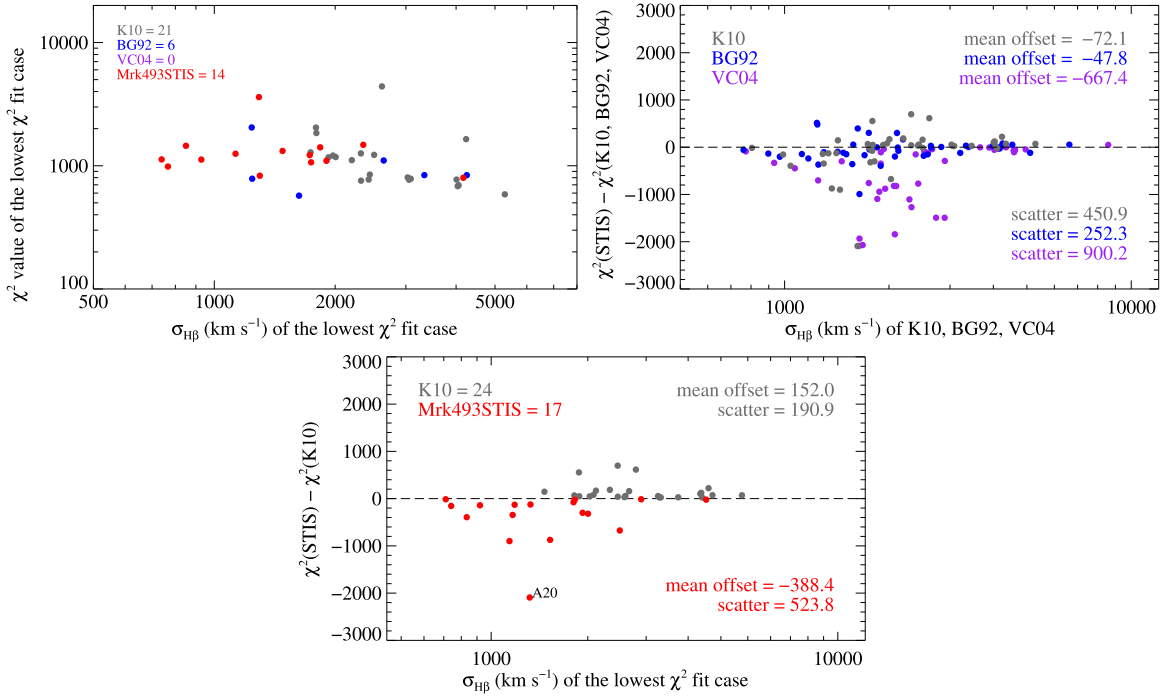 10000
1000
100
χ² value of the lowest χ² fit case
K10 = 21
BG92 = 6
VC04 = 0
Mrk493STIS = 14
500 1000 2000 5000
σHβ (km s⁻¹) of the lowest χ² fit case
3000
2000
1000
0
−1000
−2000
−3000
χ²(STIS) − χ²(K10, BG92, VC04)
K10 mean offset = −72.1
BG92 mean offset = −47.8
VC04 mean offset = −667.4
scatter = 450.9
scatter = 252.3
scatter = 900.2
1000 10000
σHβ (km s⁻¹) of K10, BG92, VC04
3000
2000
1000
0
−1000
−2000
−3000
χ²(STIS) − χ²(K10)
K10 = 24 mean offset = 152.0
Mrk493STIS = 17 scatter = 190.9
A20
mean offset = −388.4
scatter = 523.8
1000 10000
σHβ (km s⁻¹) of the lowest χ² fit case